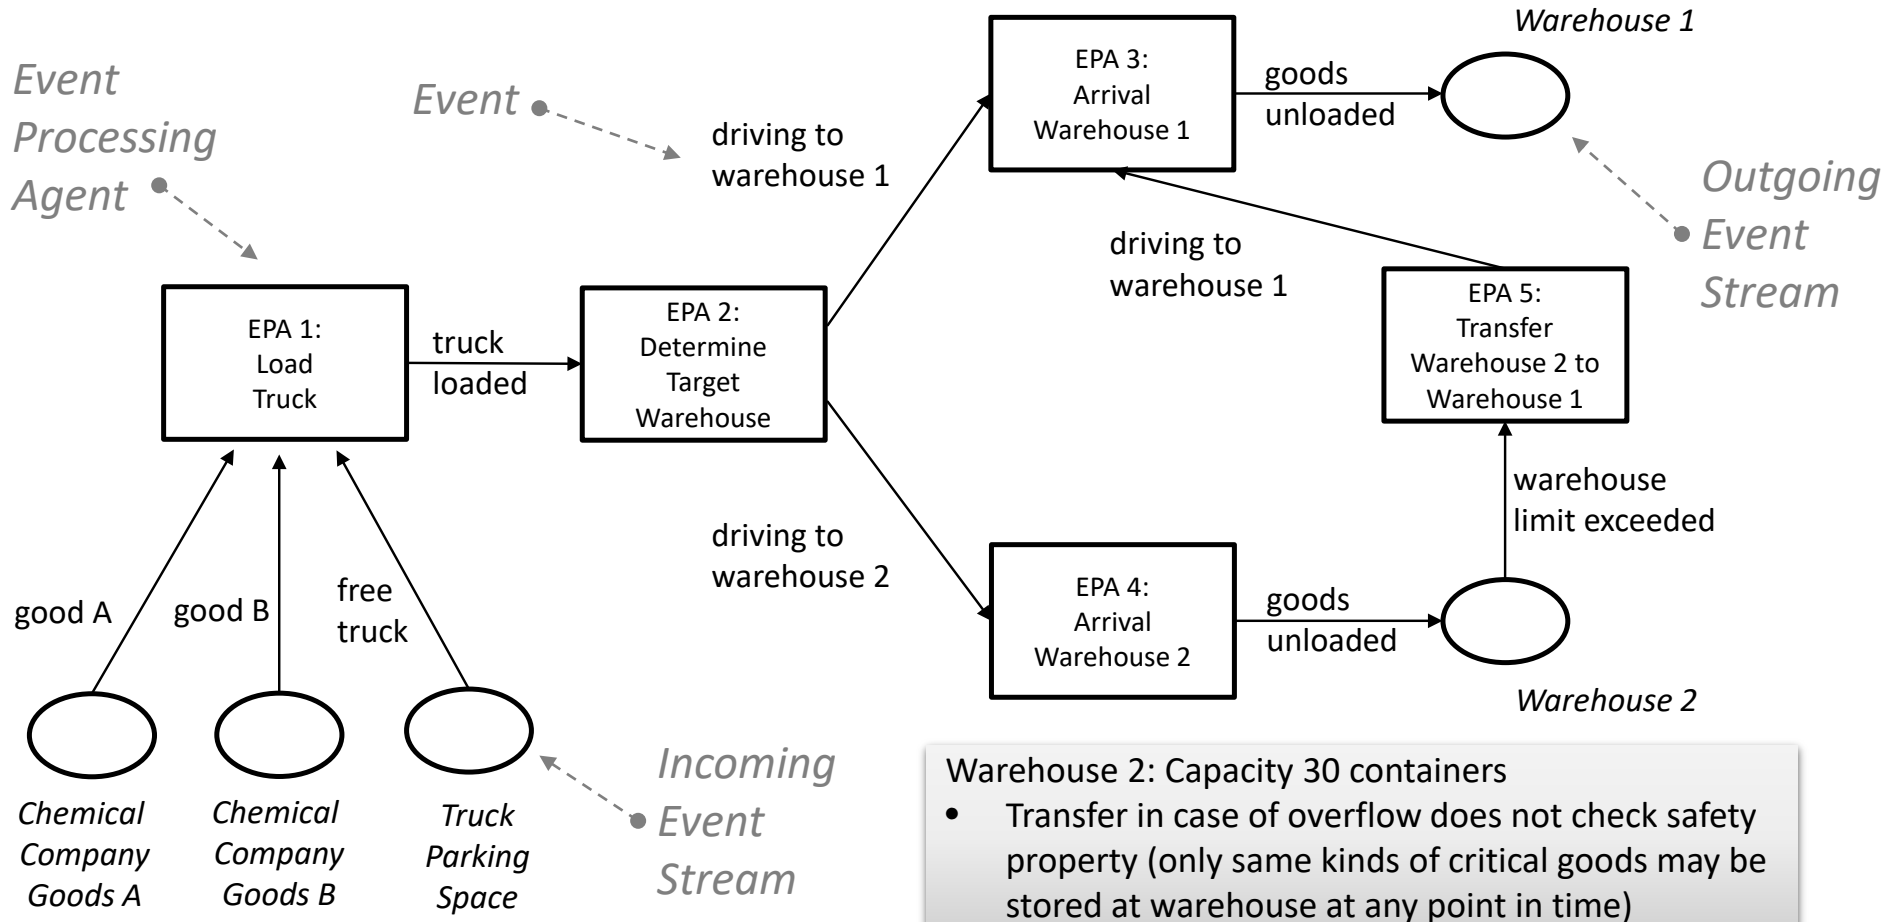 Event
Processing
Agent
Event
driving to
warehouse 1
EPA 3:
Arrival
Warehouse 1
goods
unloaded
Warehouse 1
Outgoing
Event
Stream
driving to
warehouse 1
EPA 1:
Load
Truck
truck
loaded
EPA 2:
Determine
Target
Warehouse
EPA 5:
Transfer
Warehouse 2 to
Warehouse 1
warehouse
limit exceeded
driving to
warehouse 2
EPA 4:
Arrival
Warehouse 2
goods
unloaded
Warehouse 2
good A
good B
free
truck
Chemical
Company
Goods A
Chemical
Company
Goods B
Truck
Parking
Space
Incoming
Event
Stream
Warehouse 2: Capacity 30 containers
• Transfer in case of overflow does not check safety
property (only same kinds of critical goods may be
stored at warehouse at any point in time)